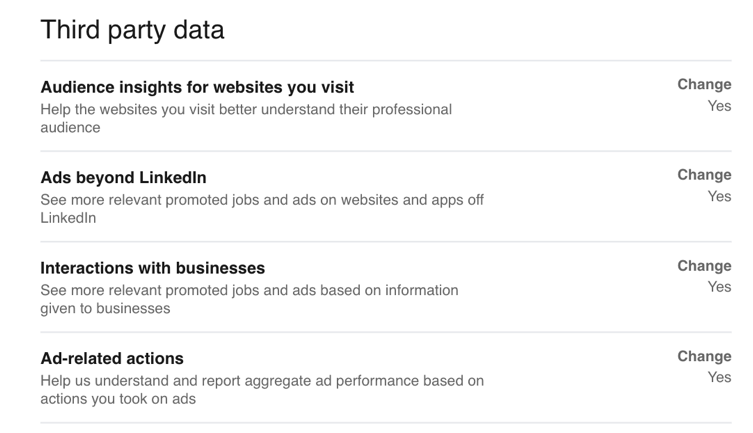 Third party data
Audience insights for websites you visit
Change
Help the websites you visit better understand their professional
Yes
audience
Ads beyond LinkedIn
Change
See more relevant promoted jobs and ads on websites and apps off
Yes
LinkedIn
Interactions with businesses
Change
See more relevant promoted jobs and ads based on information
Yes
given to businesses
Ad-related actions
Change
Help us understand and report aggregate ad performance based on
Yes
actions you took on ads